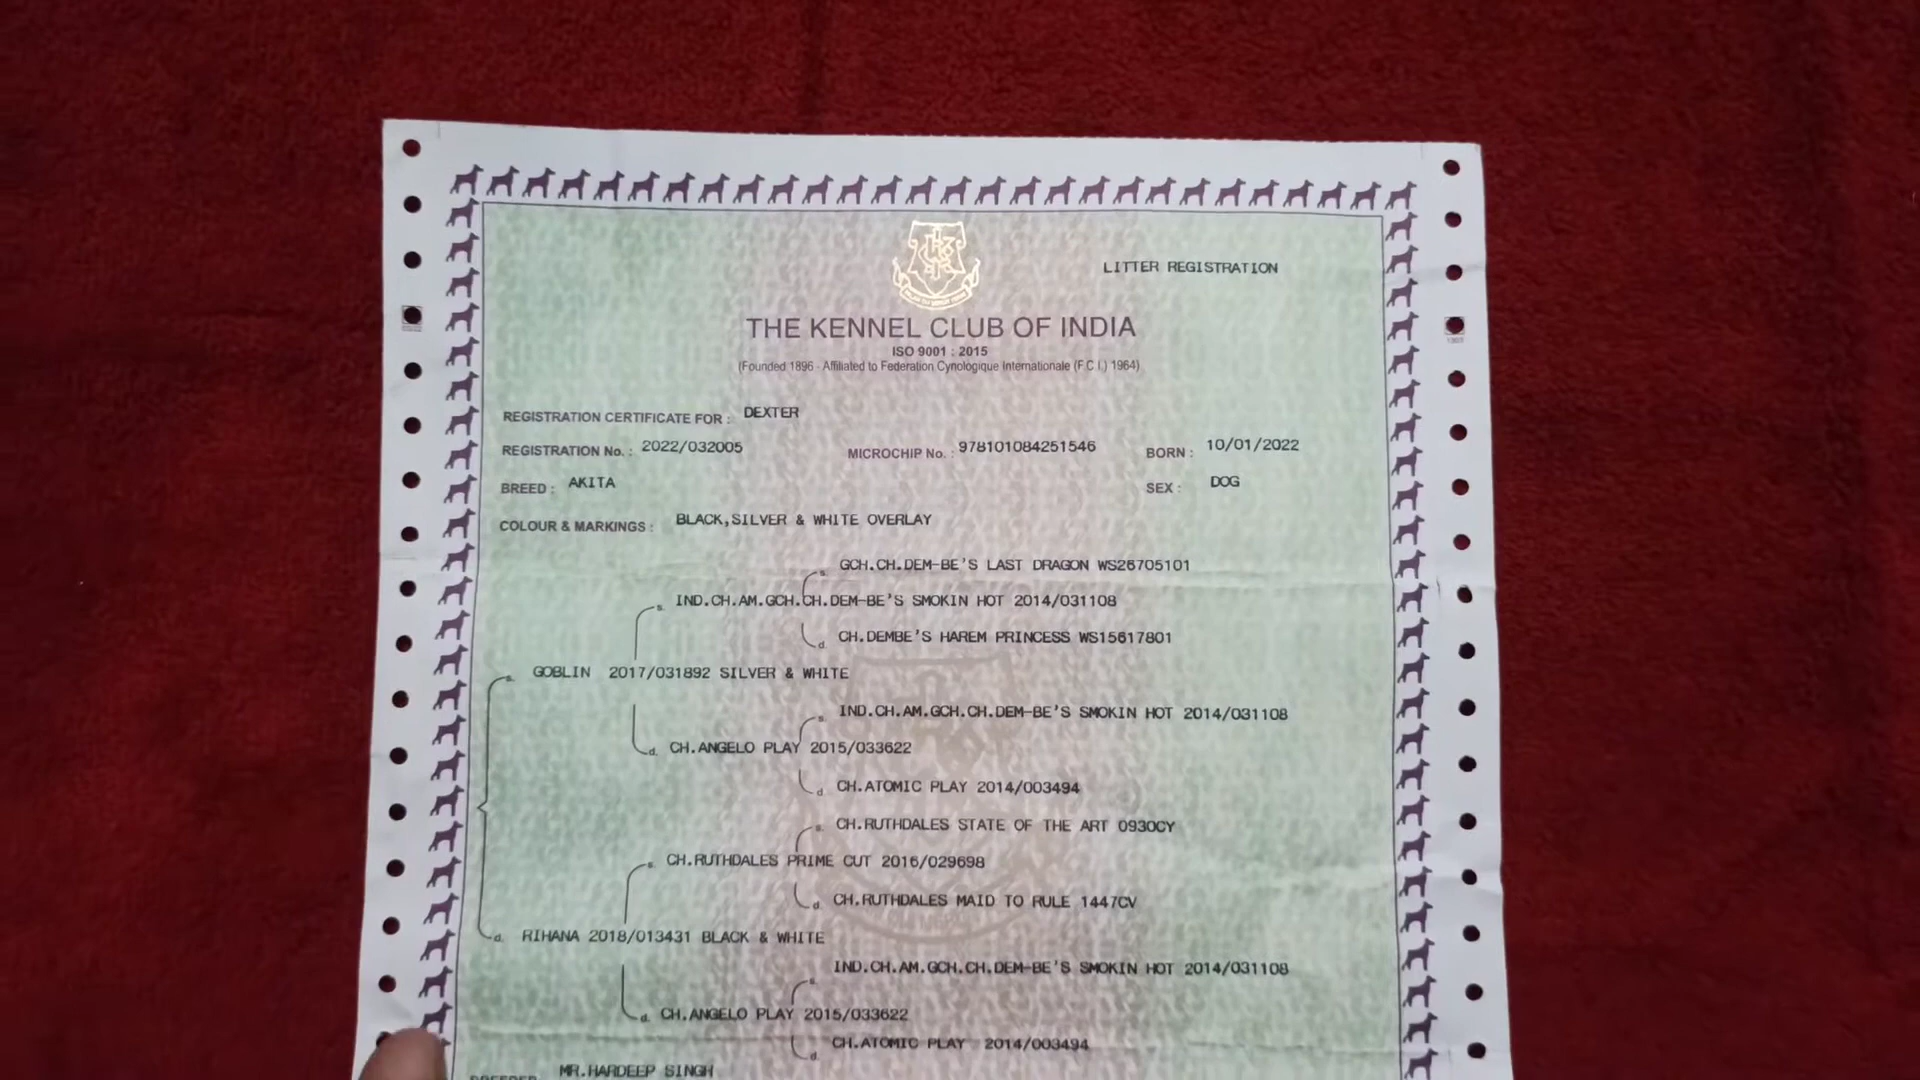 LITTER REGISTRATION
THE KENNEL CLUB OF INDIA
ISO 9001 : 2015
(Founded 1896 - Affiliated to Federation Cynologique Internationale (F.C.I.) 1964)
REGISTRATION CERTIFICATE FOR : DEXTER
REGISTRATION No. : 2022/032005 MICROCHIP No. : 978101084251546 BORN : 10/01/2022
BREED : AKITA SEX : DOG
COLOUR & MARKINGS : BLACK,SILVER & WHITE OVERLAY
s. GCH.CH.DEM-BE'S LAST DRAGON WS26705101
s. IND.CH.AM.GCH.CH.DEM-BE'S SMOKIN HOT 2014/031108
d CH.DEMBE'S HAREM PRINCESS WS15617801
s. GOBLIN 2017/031892 SILVER & WHITE
s. IND.CH.AM.GCH.CH.DEM-BE'S SMOKIN HOT 2014/031108
d. CH.ANGELO PLAY 2015/033622
d CH.ATOMIC PLAY 2014/003494
s. CH.RUTHDALES STATE OF THE ART 0930CY
s. CH.RUTHDALES PRIME CUT 2016/029698
d. CH.RUTHDALES MAID TO RULE 1447CV
d. RIHANA 2018/013431 BLACK & WHITE
s. IND.CH.AM.GCH.CH.DEM-BE'S SMOKIN HOT 2014/031108
d. CH.ANGELO PLAY 2015/033622
d. CH.ATOMIC PLAY 2014/003494
BREEDER MR.HARDEEP SINGH